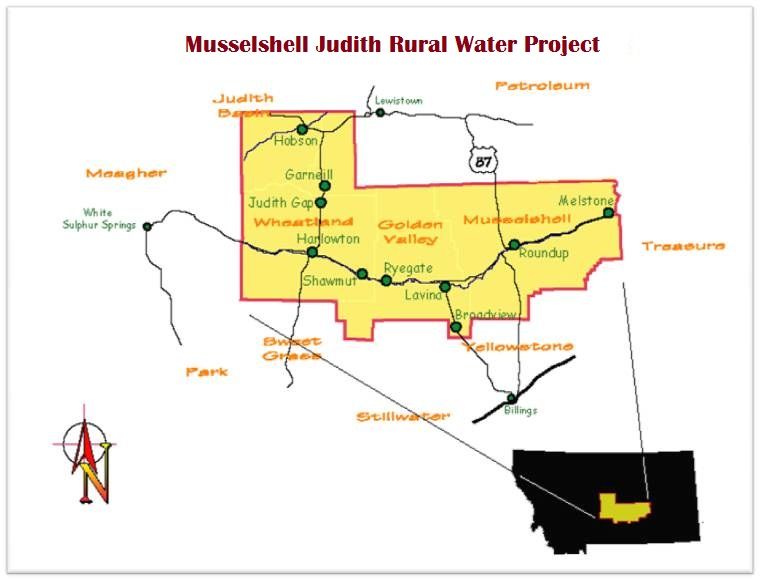 Musselshell Judith Rural Water Project
Petroleum
Judith
Basin
Lewistown
Hobson
87
Meagher
Garneill
Judith Gap
Melstone
White
Sulphur Springs
Wheatland
Golden
Valley
Musselshell
Harlowton
Roundup
Treasure
Shawmut
Ryegate
Lavina
Broadview
Sweet
Grass
Yellowstone
Park
Stillwater
Billings
N